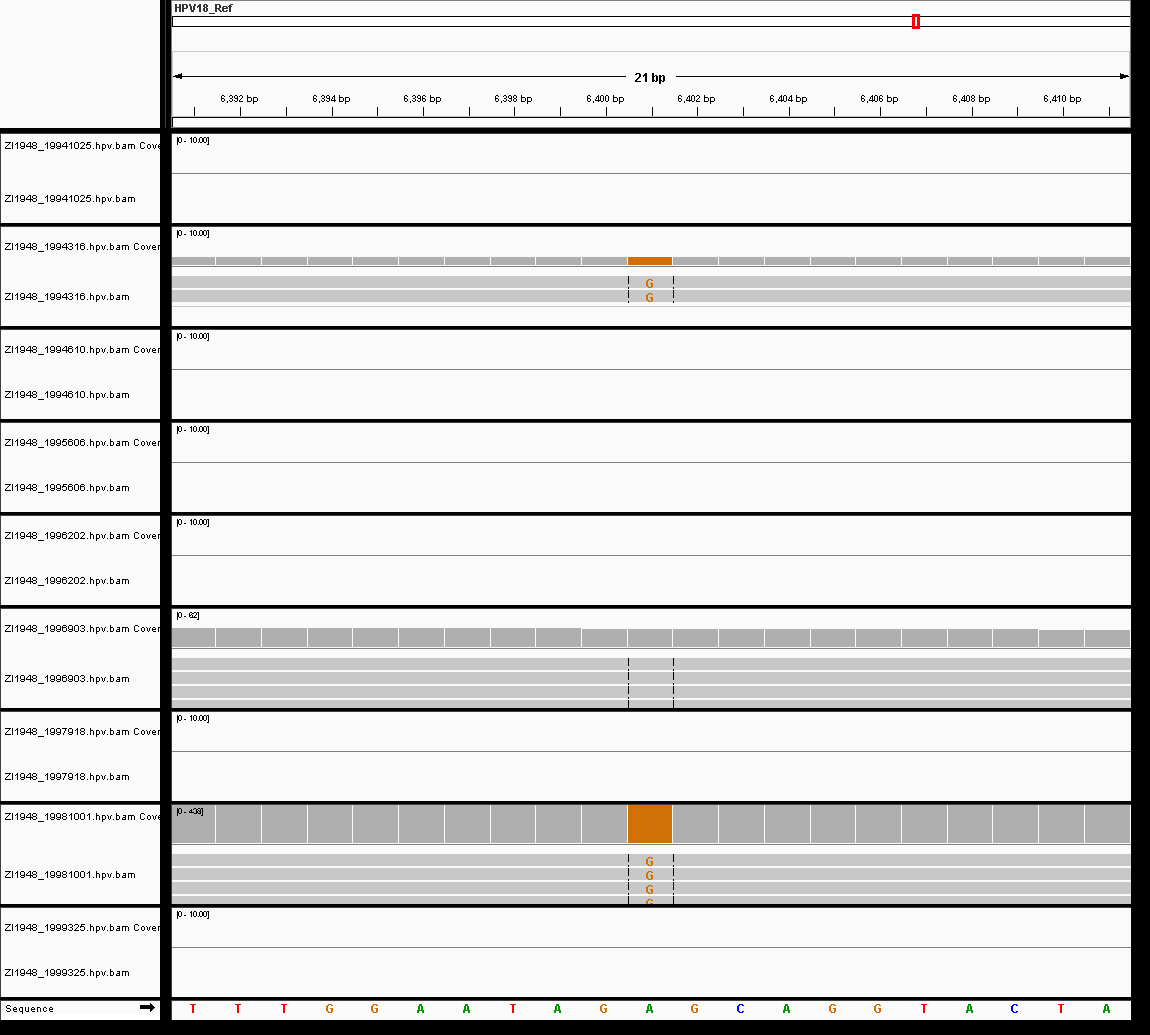 HPV18_Ref
21 bp
6,392 bp 6,394 bp 6,396 bp 6,398 bp 6,400 bp 6,402 bp 6,404 bp 6,406 bp 6,408 bp 6,410 bp
ZI1948_19941025.hpv.bam Cove
[0 - 10.00]
ZI1948_19941025.hpv.bam
ZI1948_1994316.hpv.bam Cover
[0 - 10.00]
G
ZI1948_1994316.hpv.bam
G
ZI1948_1994610.hpv.bam Cover
[0 - 10.00]
ZI1948_1994610.hpv.bam
ZI1948_1995606.hpv.bam Cover
[0 - 10.00]
ZI1948_1995606.hpv.bam
ZI1948_1996202.hpv.bam Cover
[0 - 10.00]
ZI1948_1996202.hpv.bam
ZI1948_1996903.hpv.bam Cover
[0 - 62]
ZI1948_1996903.hpv.bam
ZI1948_1997918.hpv.bam Cover
[0 - 10.00]
ZI1948_1997918.hpv.bam
ZI1948_19981001.hpv.bam Cove
G
ZI1948_19981001.hpv.bam
G
G
G
ZI1948_1999325.hpv.bam Cover
[0 - 10.00]
ZI1948_1999325.hpv.bam
Sequence T T T G G A A T A G A G C A G G T A C T A